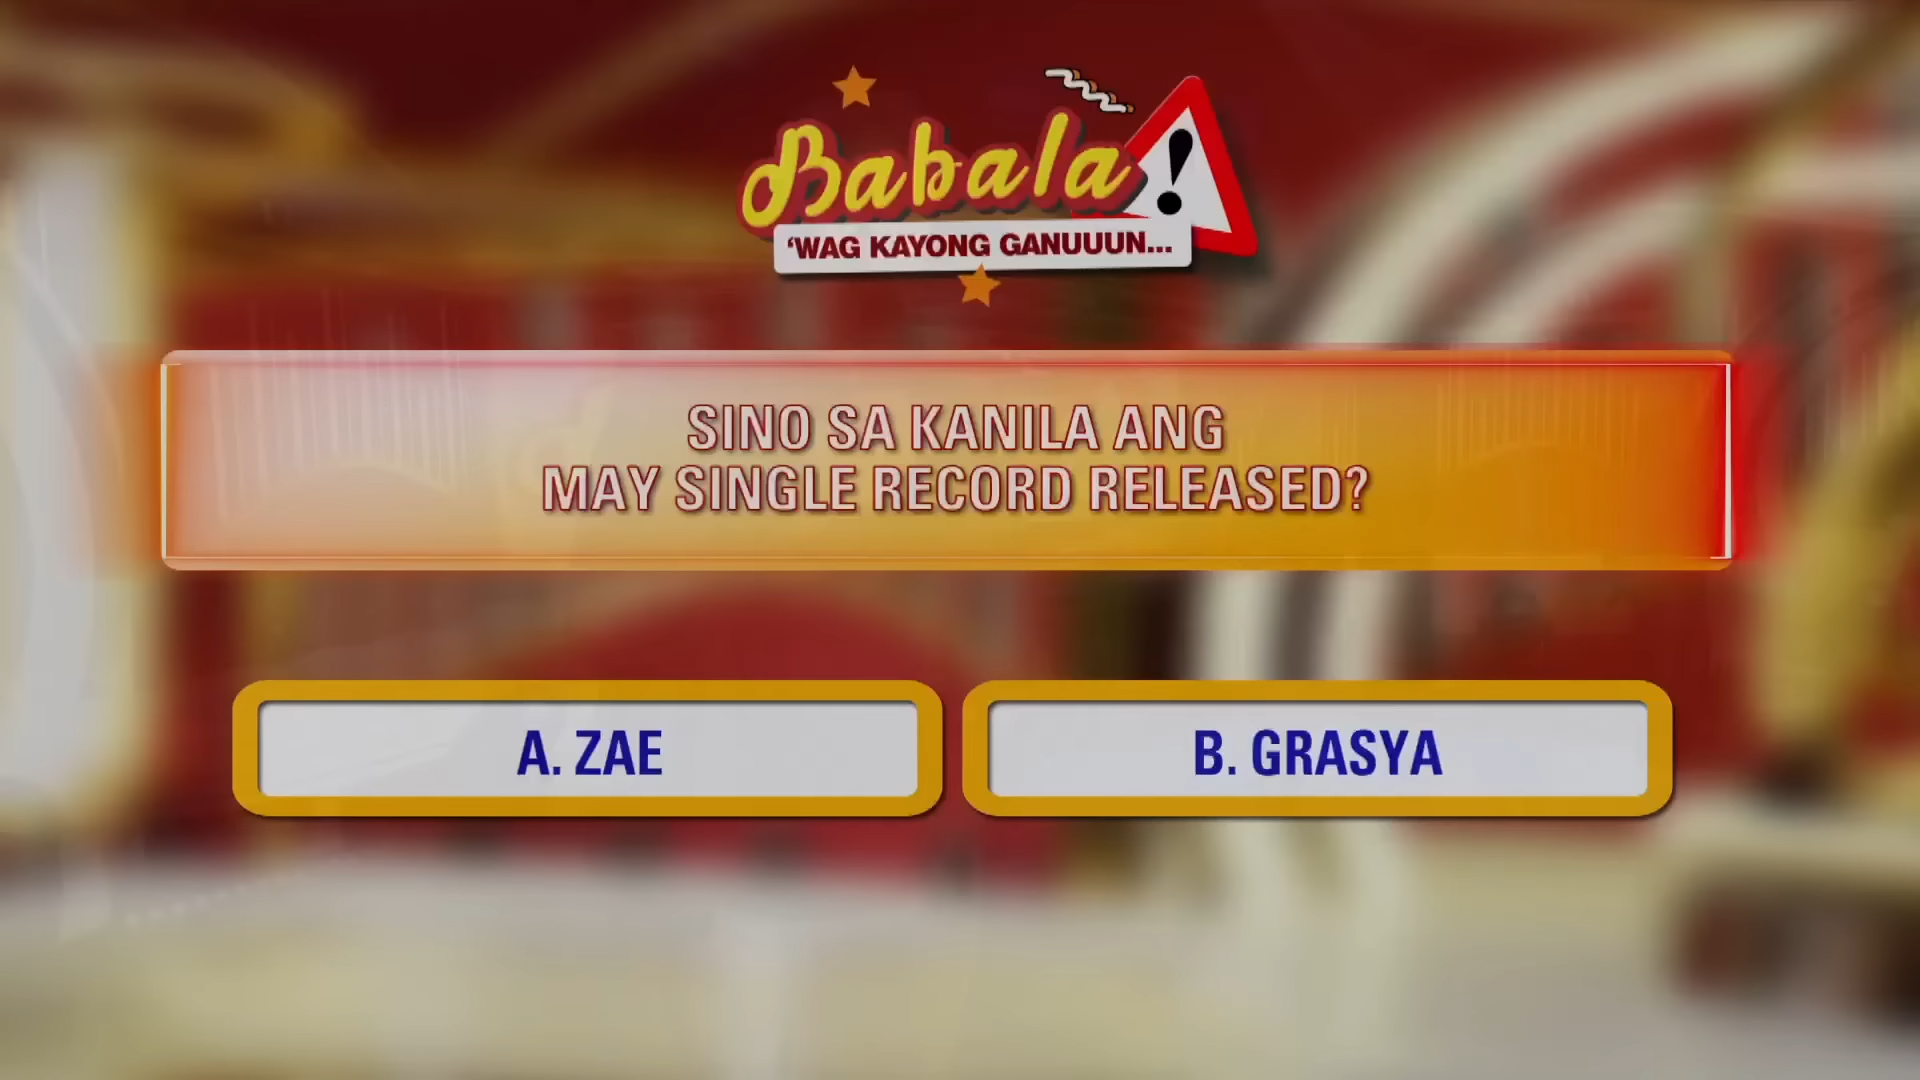 Babala!
‘WAG KAYONG GANUUUN...
SINO SA KANILA ANG
MAY SINGLE RECORD RELEASED?
A. ZAE
B. GRASYA